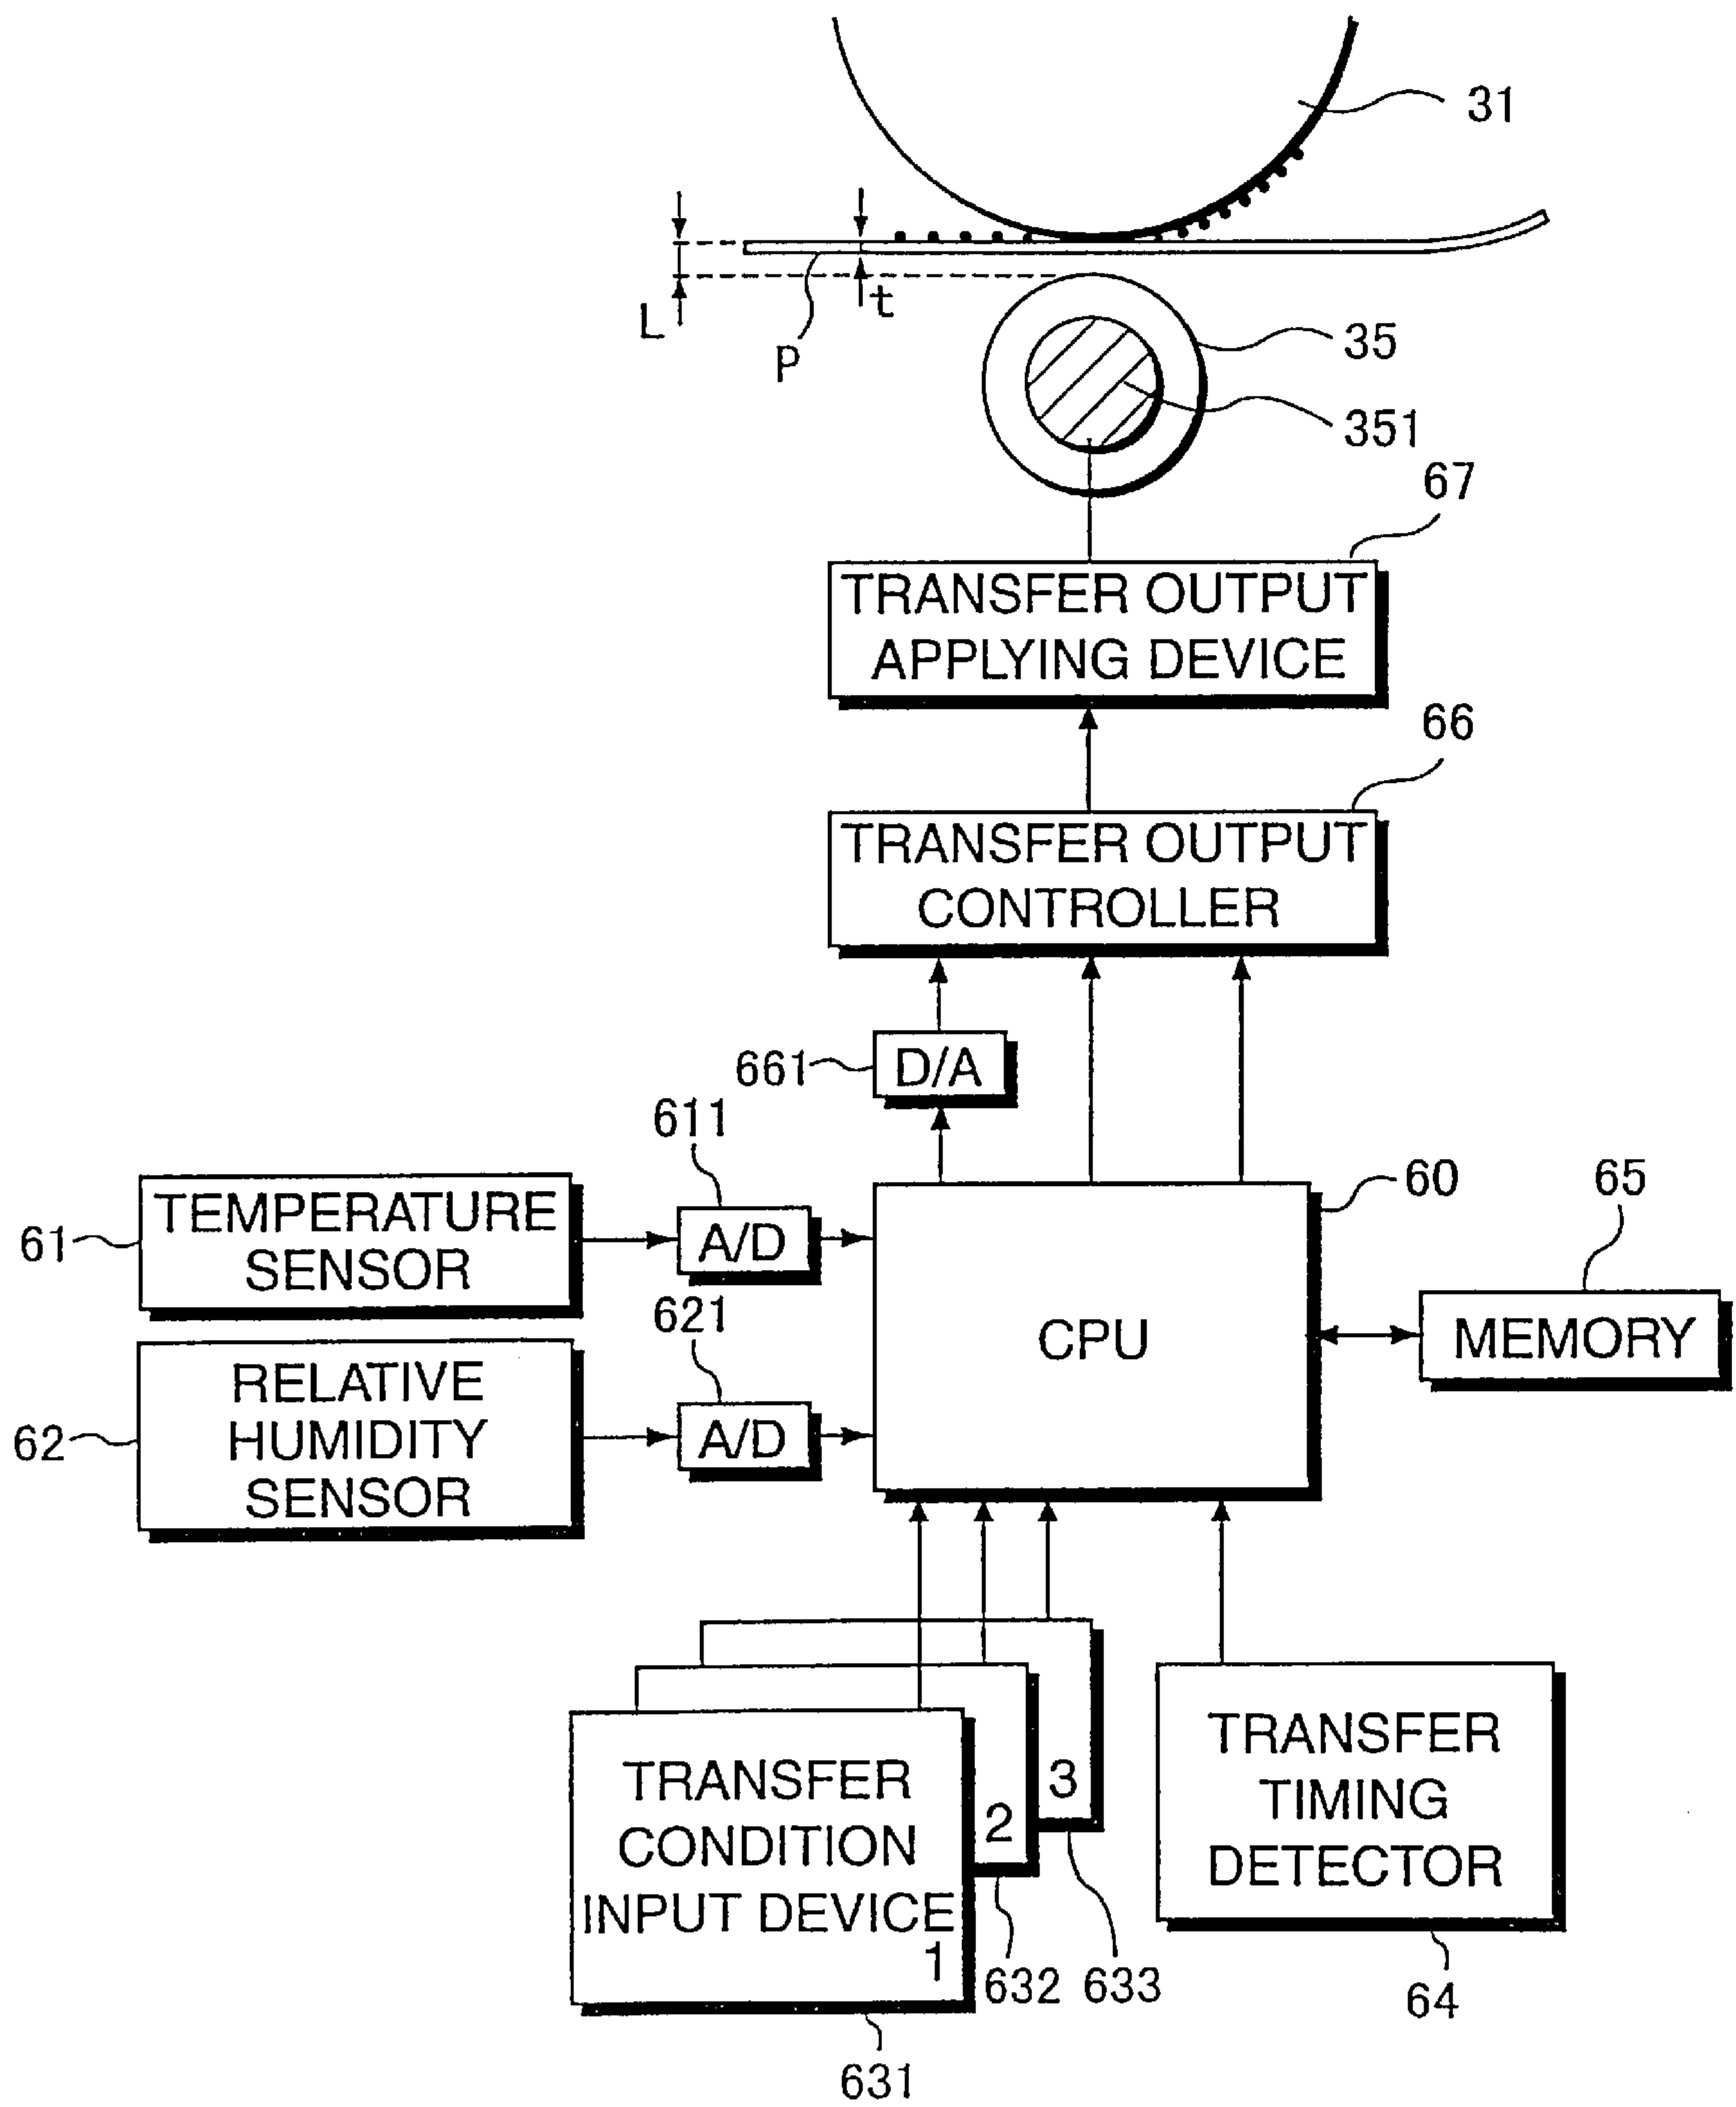 31
L
t
p
35
351
67
TRANSFER OUTPUT
APPLYING DEVICE
66
TRANSFER OUTPUT
CONTROLLER
661
D/A
611
TEMPERATURE
SENSOR
61
A/D
60
65
621
CPU
MEMORY
RELATIVE
HUMIDITY
SENSOR
62
A/D
TRANSFER
CONDITION
INPUT DEVICE
1
2
3
TRANSFER
TIMING
DETECTOR
632
633
64
631